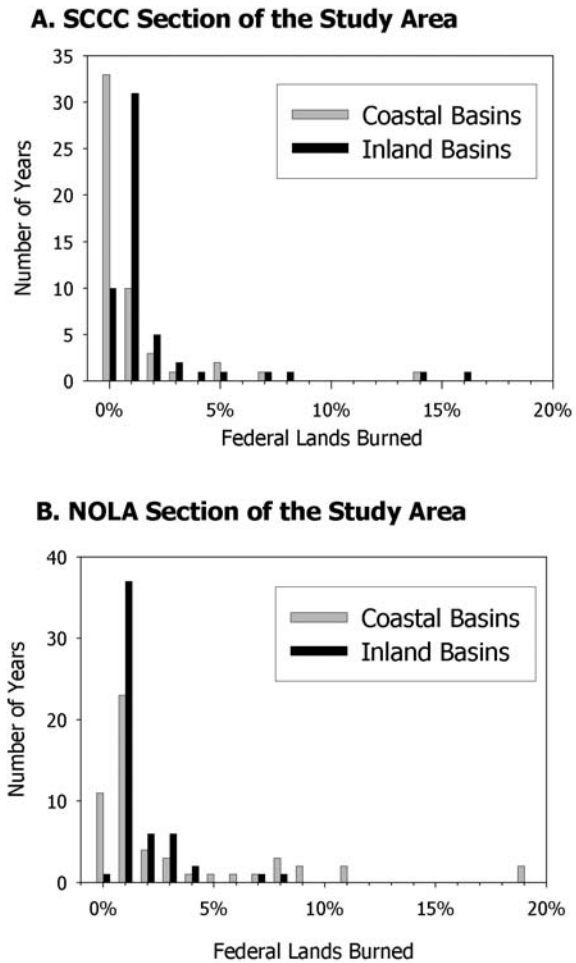 A. SCCC Section of the Study Area
35
30
25
20
15
10
5
0
Number of Years
Coastal Basins
Inland Basins
0% 5% 10% 15% 20%
Federal Lands Burned
B. NOLA Section of the Study Area
40
30
20
10
0
Number of Years
Coastal Basins
Inland Basins
0% 5% 10% 15% 20%
Federal Lands Burned